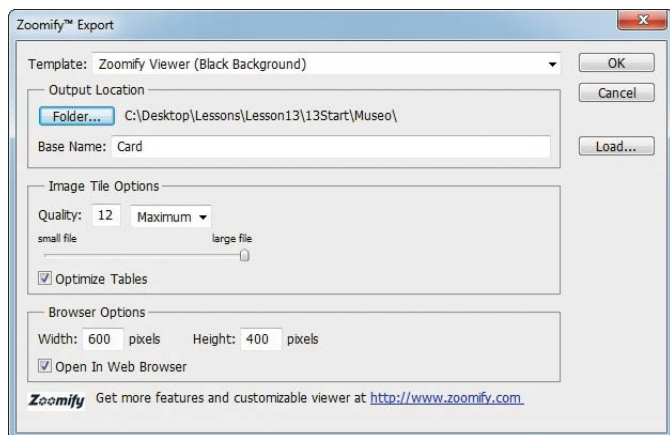 Zoomify™ Export
Template: Zoomify Viewer (Black Background)
OK
Cancel
Load...
Output Location
Folder... C:\Desktop\Lessons\Lesson13\13Start\Museo\
Base Name: Card
Image Tile Options
Quality: 12 Maximum
small file large file
Optimize Tables
Browser Options
Width: 600 pixels Height: 400 pixels
Open In Web Browser
Zoomify Get more features and customizable viewer at http://www.zoomify.com